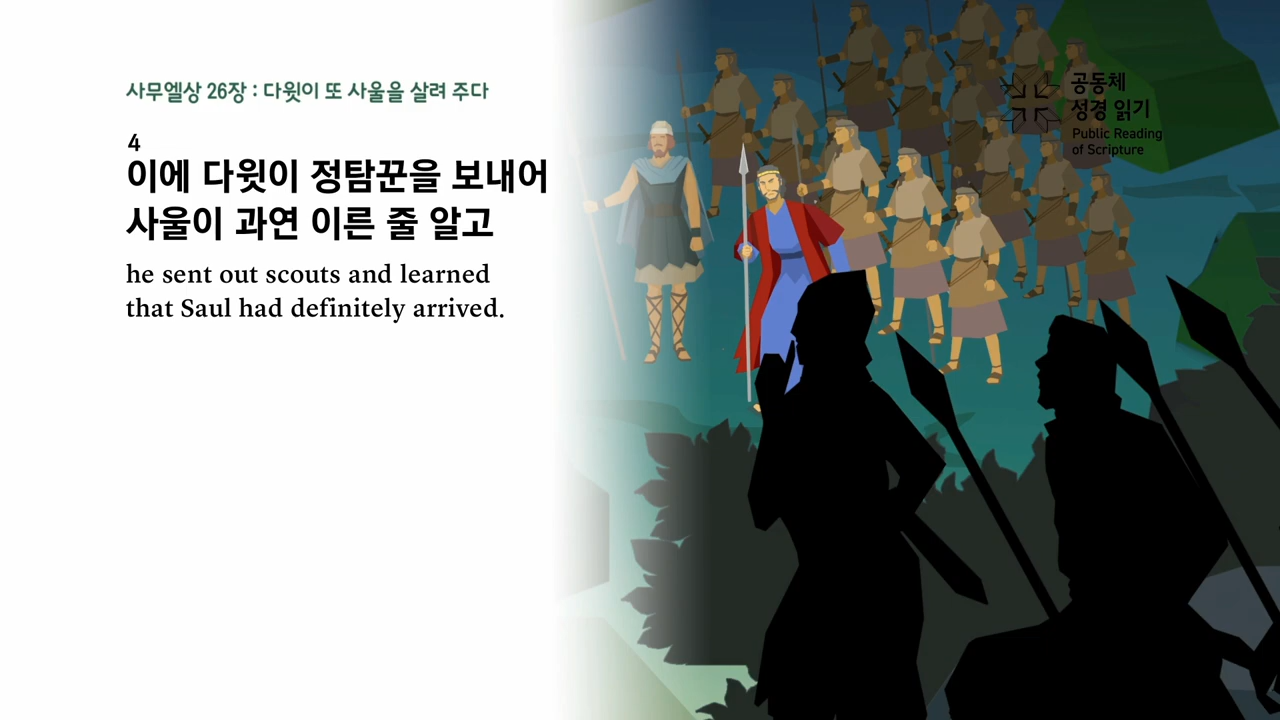 사무엘상 26장 : 다윗이 또 사울을 살려 주다
4
이에 다윗이 정탐꾼을 보내어
사울이 과연 이른 줄 알고
he sent out scouts and learned
that Saul had definitely arrived.
공동체
성경 읽기
Public Reading
of Scripture